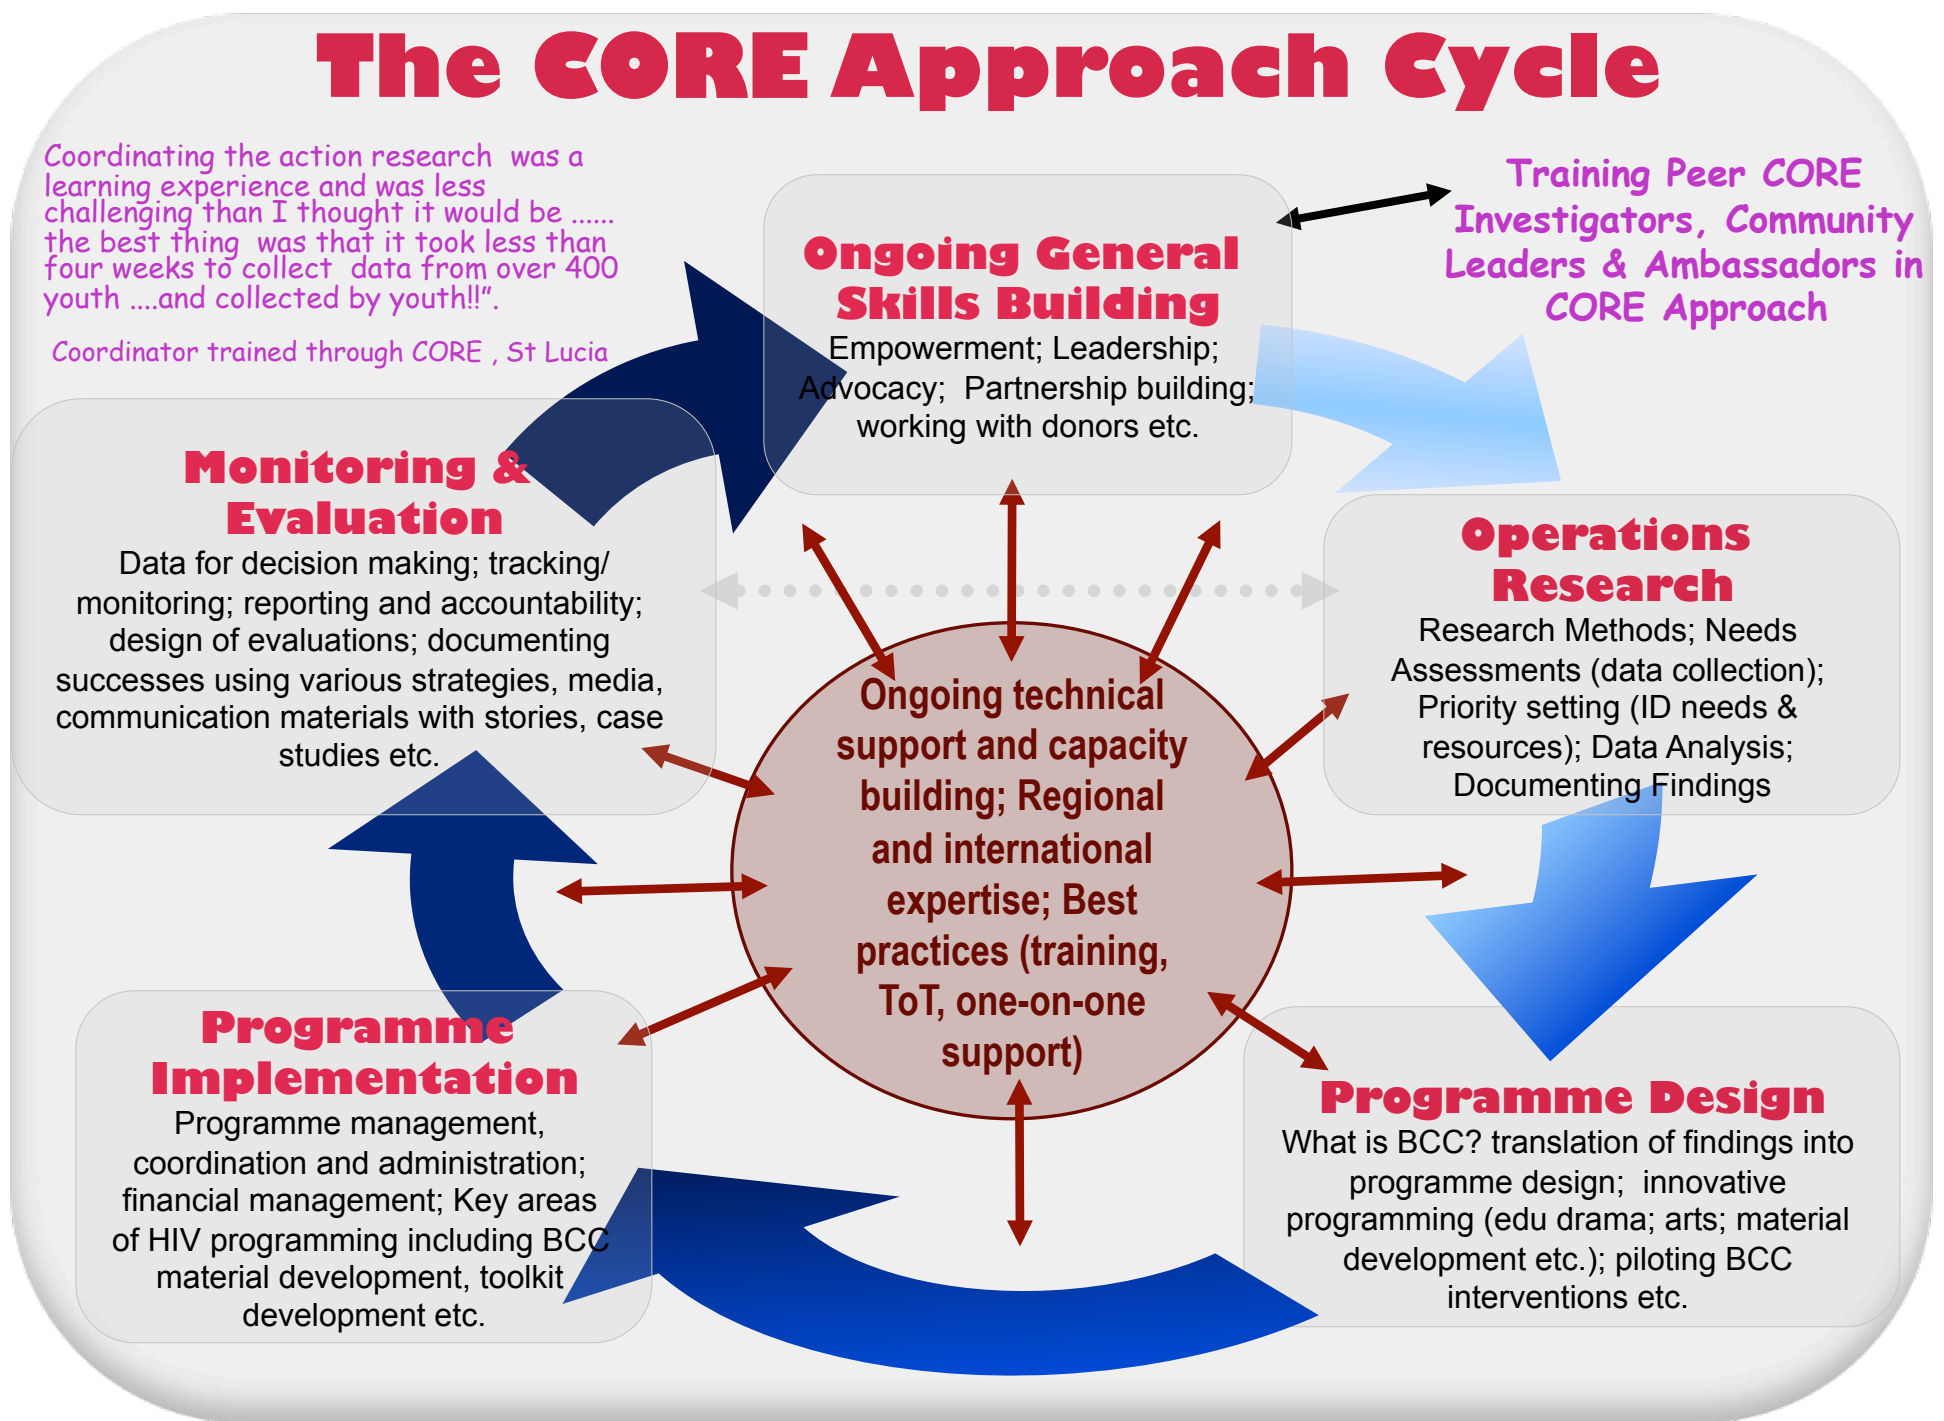 The CORE Approach Cycle
Coordinating the action research was a
learning experience and was less
challenging than I thought it would be ......
the best thing was that it took less than
four weeks to collect data from over 400
youth ....and collected by youth!!”.
Coordinator trained through CORE , St Lucia
Training Peer CORE
Investigators, Community
Leaders & Ambassadors in
CORE Approach
Ongoing General
Skills Building
Empowerment; Leadership;
Advocacy; Partnership building;
working with donors etc.
Operations
Research
Research Methods; Needs
Assessments (data collection);
Priority setting (ID needs &
resources); Data Analysis;
Documenting Findings
Programme Design
What is BCC? translation of findings into
programme design; innovative
programming (edu drama; arts; material
development etc.); piloting BCC
interventions etc.
Programme
Implementation
Programme management,
coordination and administration;
financial management; Key areas
of HIV programming including BCC
material development, toolkit
development etc.
Monitoring &
Evaluation
Data for decision making; tracking/
monitoring; reporting and accountability;
design of evaluations; documenting
successes using various strategies, media,
communication materials with stories, case
studies etc.
Ongoing technical
support and capacity
building; Regional
and international
expertise; Best
practices (training,
ToT, one-on-one
support)